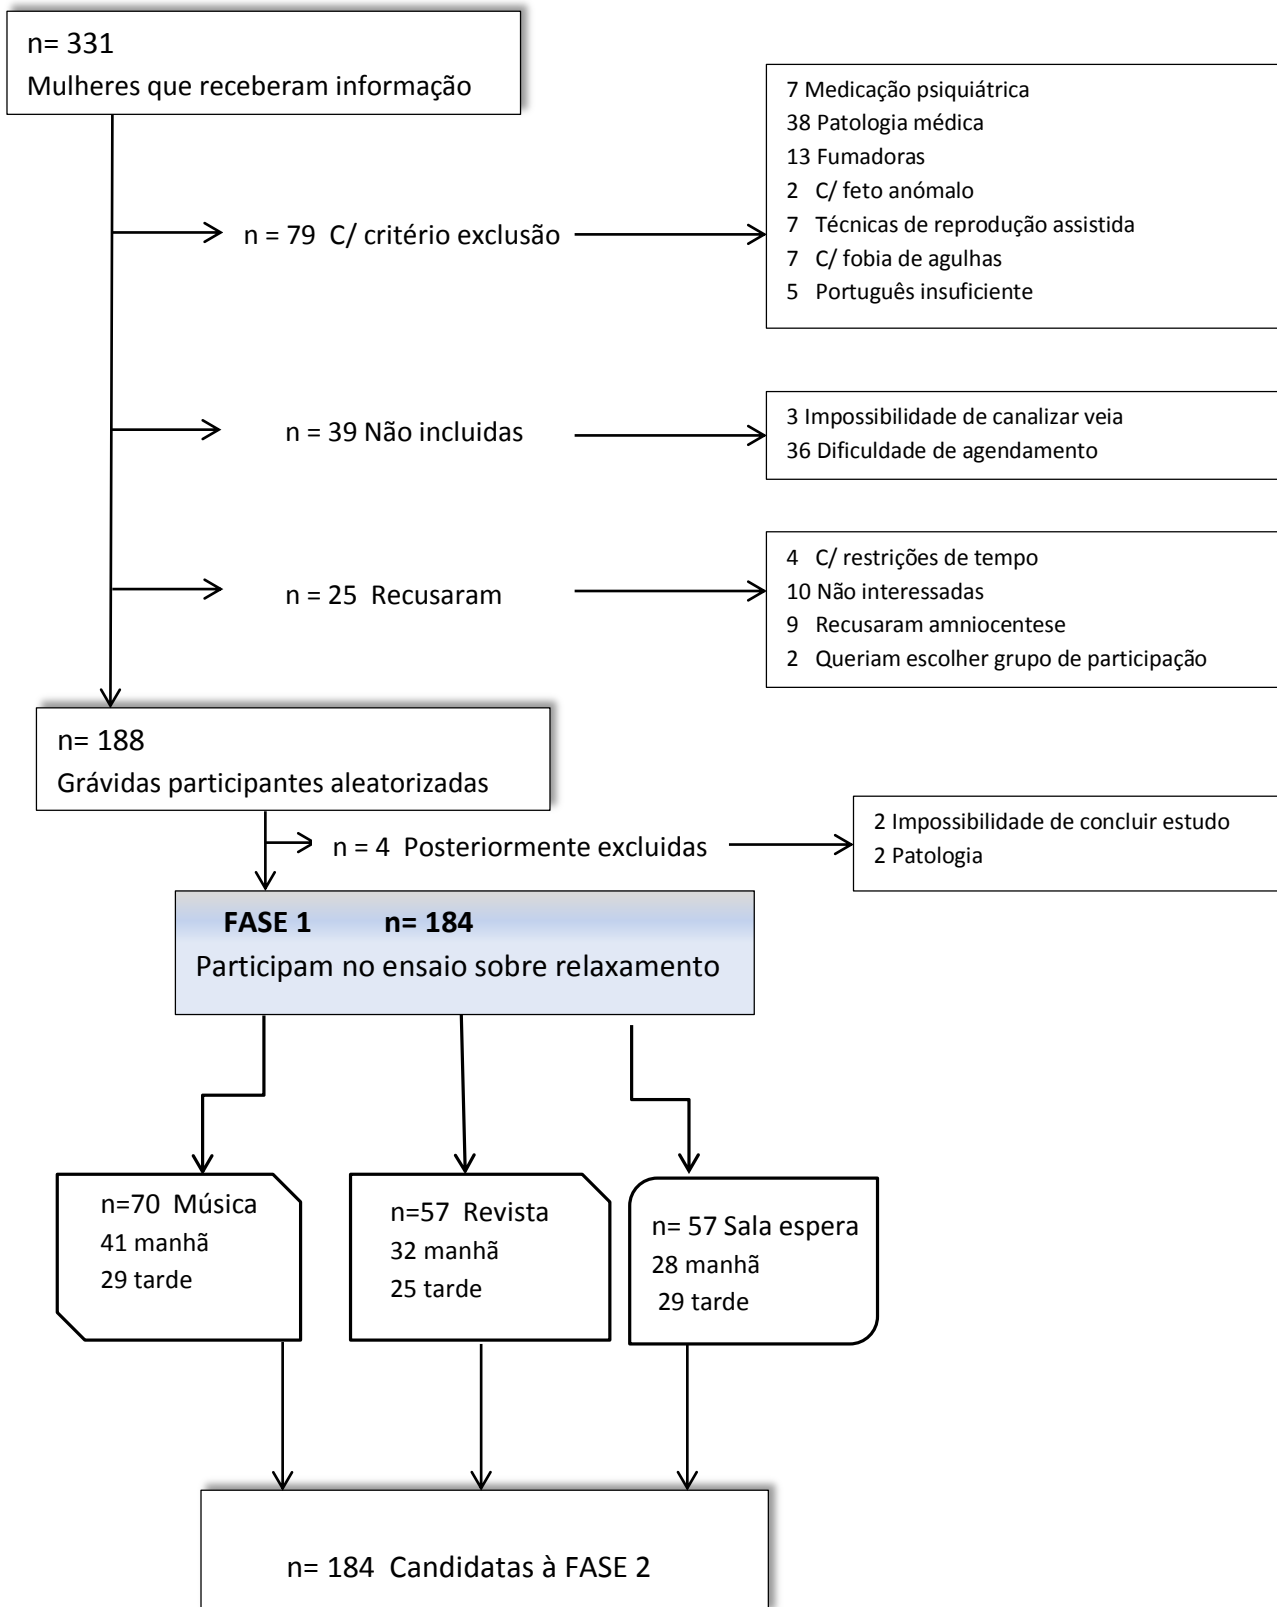 n= 331
Mulheres que receberam informação
7 Medicação psiquiátrica
38 Patologia médica
13 Fumadoras
2 C/ feto anómalo
7 Técnicas de reprodução assistida
7 C/ fobia de agulhas
5 Português insuficiente
n = 79 C/ critério exclusão
3 Impossibilidade de canalizar veia
36 Dificuldade de agendamento
n = 39 Não incluidas
4 C/ restrições de tempo
10 Não interessadas
9 Recusaram amniocentese
2 Queriam escolher grupo de participação
n = 25 Recusaram
n= 188
Grávidas participantes aleatorizadas
2 Impossibilidade de concluir estudo
2 Patologia
n = 4 Posteriormente excluidas
FASE 1 n= 184
Participam no ensaio sobre relaxamento
n=70 Música
41 manhã
29 tarde
n=57 Revista
32 manhã
25 tarde
n= 57 Sala espera
28 manhã
29 tarde
n= 184 Candidatas à FASE 2